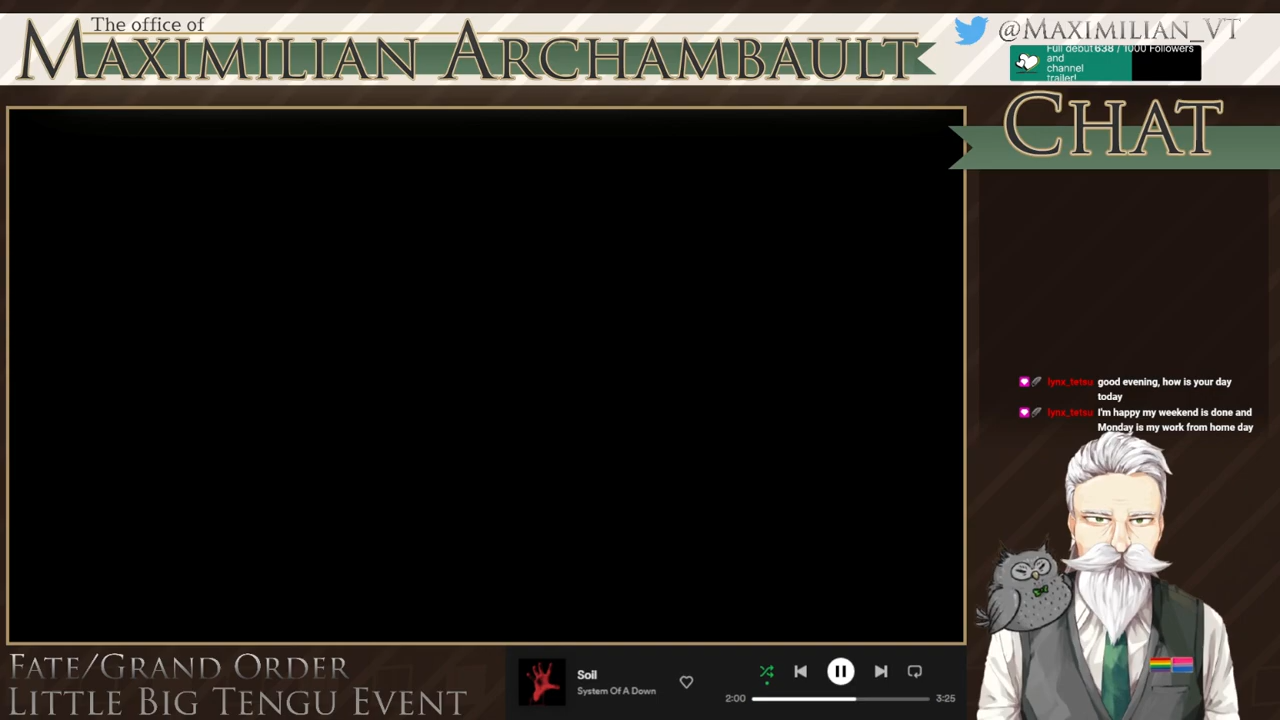 The office of
Maximilian Archambault
@Maximilian_VT
Full debut 638 / 1000 Followers
and
channel
trailer!
Chat
lynx_tetsu good evening, how is your day
today
lynx_tetsu I'm happy my weekend is done and
Monday is my work from home day
Fate/Grand Order
Little Big Tengu Event
Soil
System Of A Down
2:00
3:25